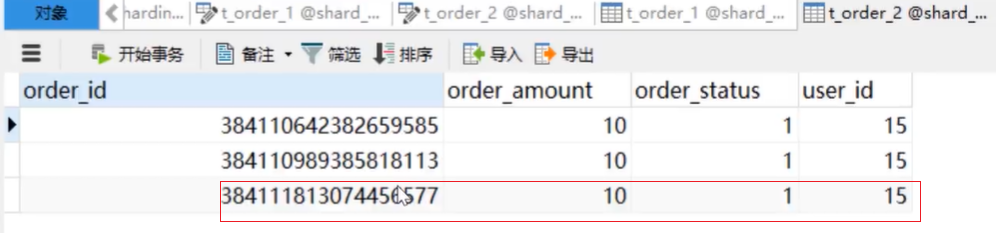 对象 hardin... t_order_1 @shard_... t_order_2 @shard_... t_order_1 @shard_... t_order_2 @shard_...
开始事务 备注 筛选 排序 导入 导出
order_id order_amount order_status user_id
384110642382659585 10 1 15
384110989385818113 10 1 15
384111813074456577 10 1 15